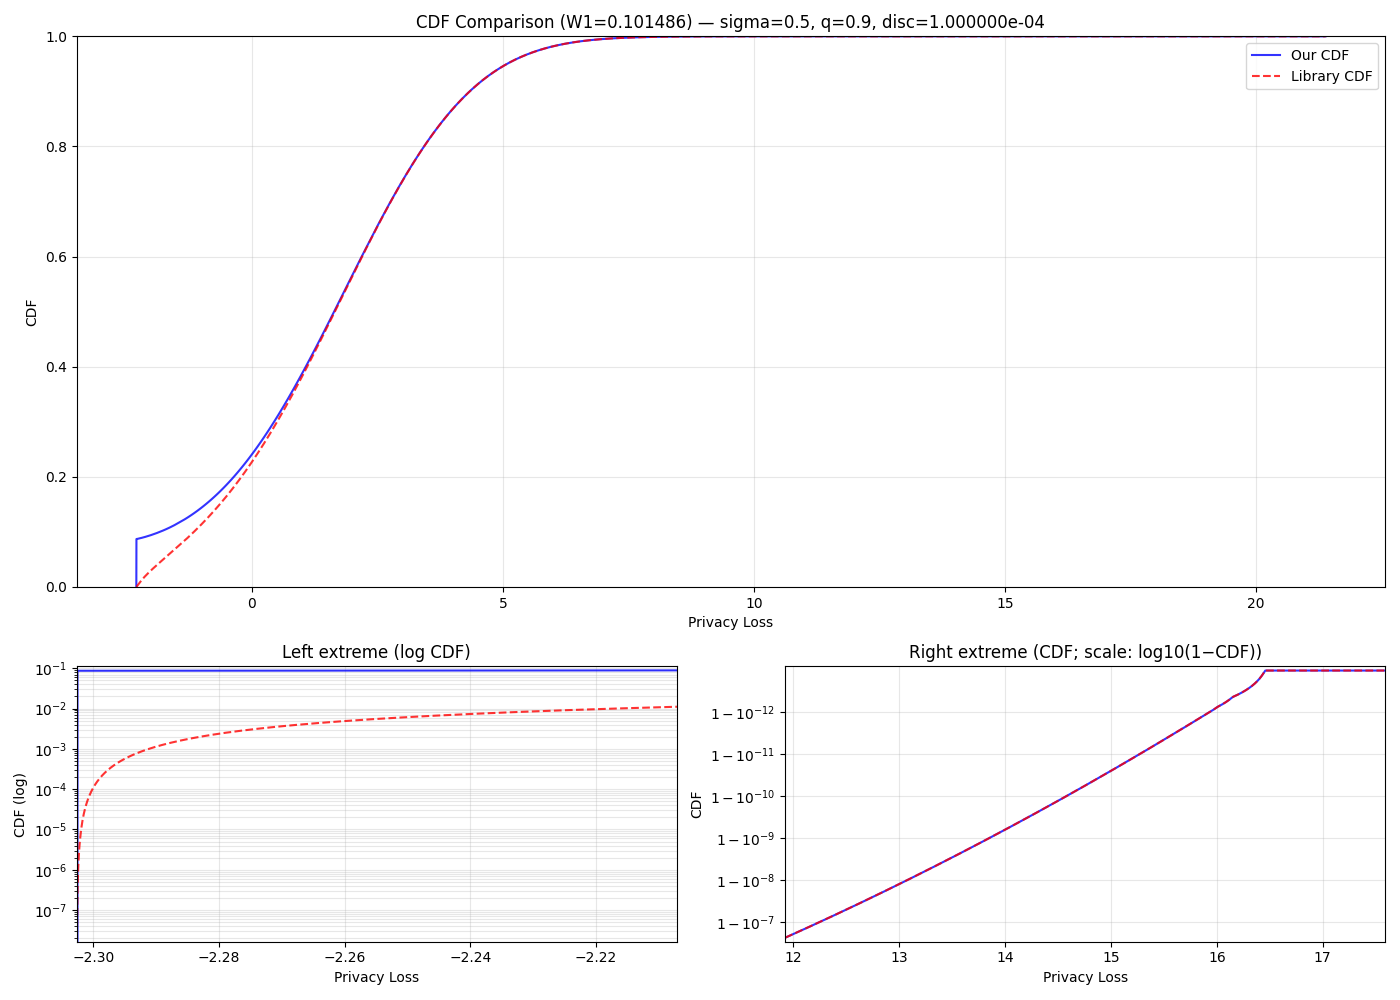 CDF Comparison (W1=0.101486) — sigma=0.5, q=0.9, disc=1.000000e-04
1.0
0.8
0.6
0.4
0.2
0.0
CDF
Our CDF
Library CDF
0 5 10 15 20
Privacy Loss
Left extreme (log CDF)
10⁻¹
10⁻²
10⁻³
10⁻⁴
10⁻⁵
10⁻⁶
10⁻⁷
CDF (log)
−2.30 −2.28 −2.26 −2.24 −2.22
Privacy Loss
Right extreme (CDF; scale: log10(1−CDF))
1 − 10⁻¹²
1 − 10⁻¹¹
1 − 10⁻¹⁰
1 − 10⁻⁹
1 − 10⁻⁸
1 − 10⁻⁷
CDF
12 13 14 15 16 17
Privacy Loss